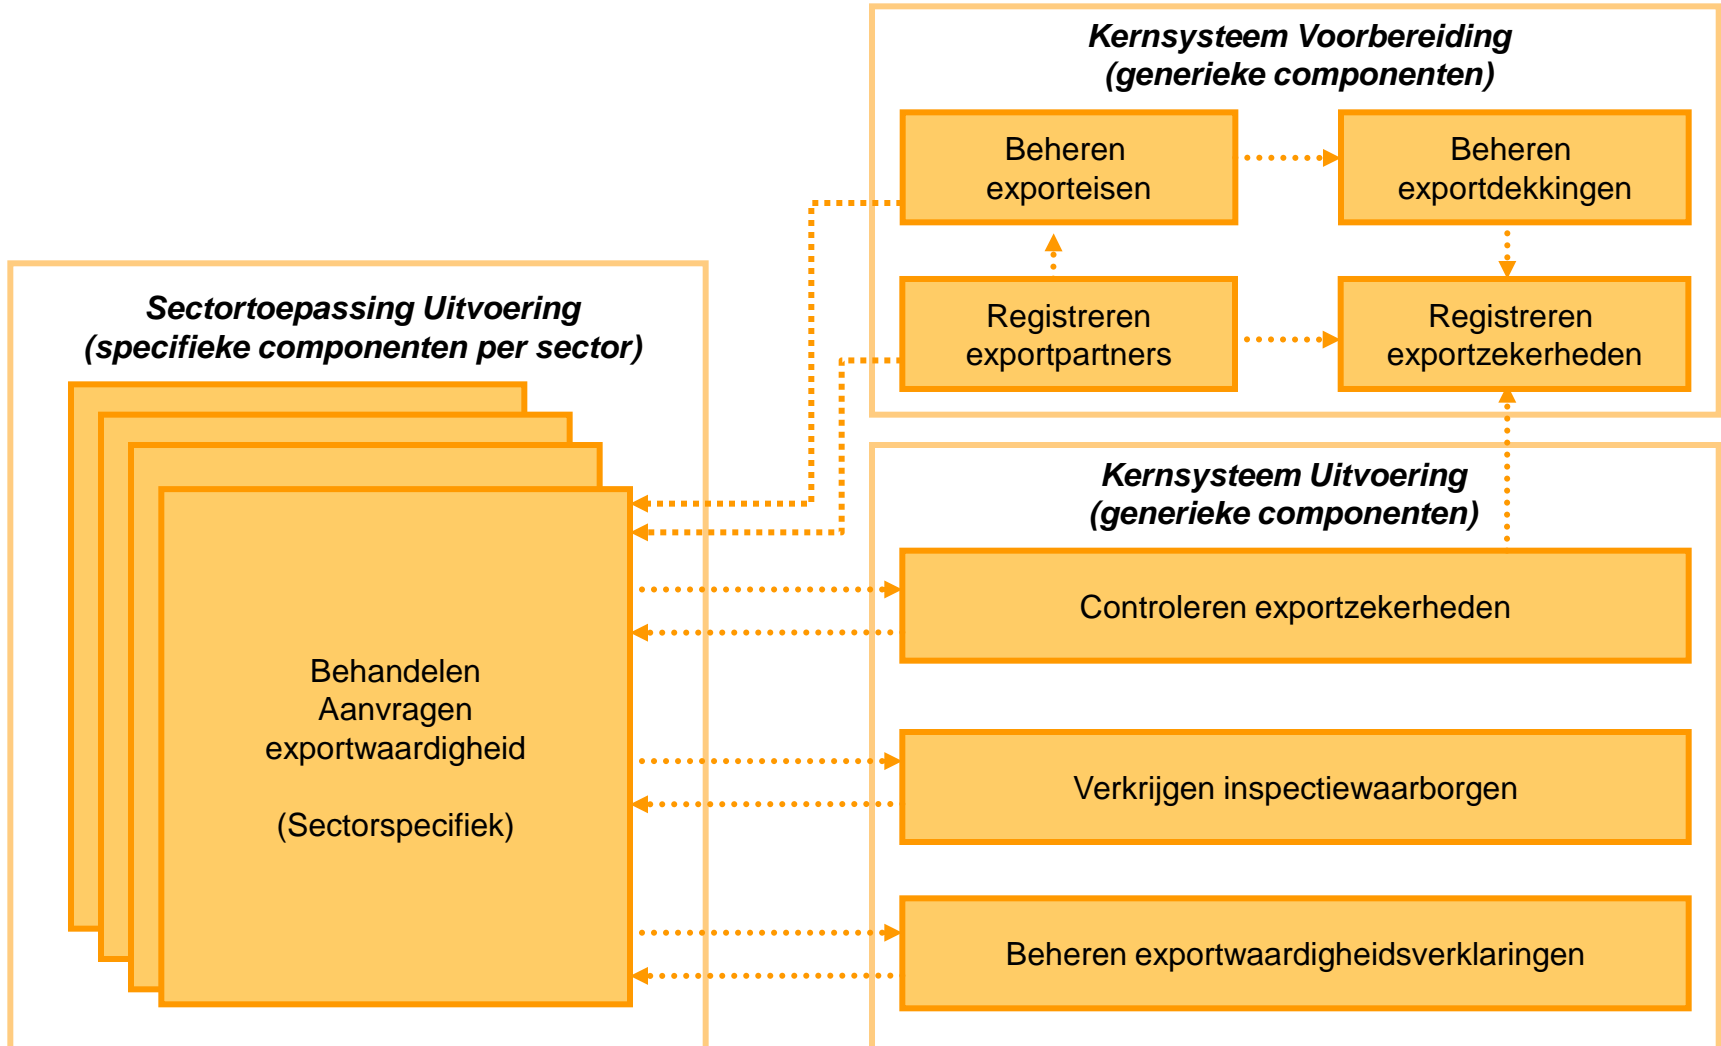 Kernsysteem Voorbereiding
(generieke componenten)
Beheren
exporteisen
Beheren
exportdekkingen
Registreren
exportpartners
Registreren
exportzekerheden
Sectortoepassing Uitvoering
(specifieke componenten per sector)
Behandelen
Aanvragen
exportwaardigheid
(Sectorspecifiek)
Kernsysteem Uitvoering
(generieke componenten)
Controleren exportzekerheden
Verkrijgen inspectiewaarborgen
Beheren exportwaardigheidsverklaringen